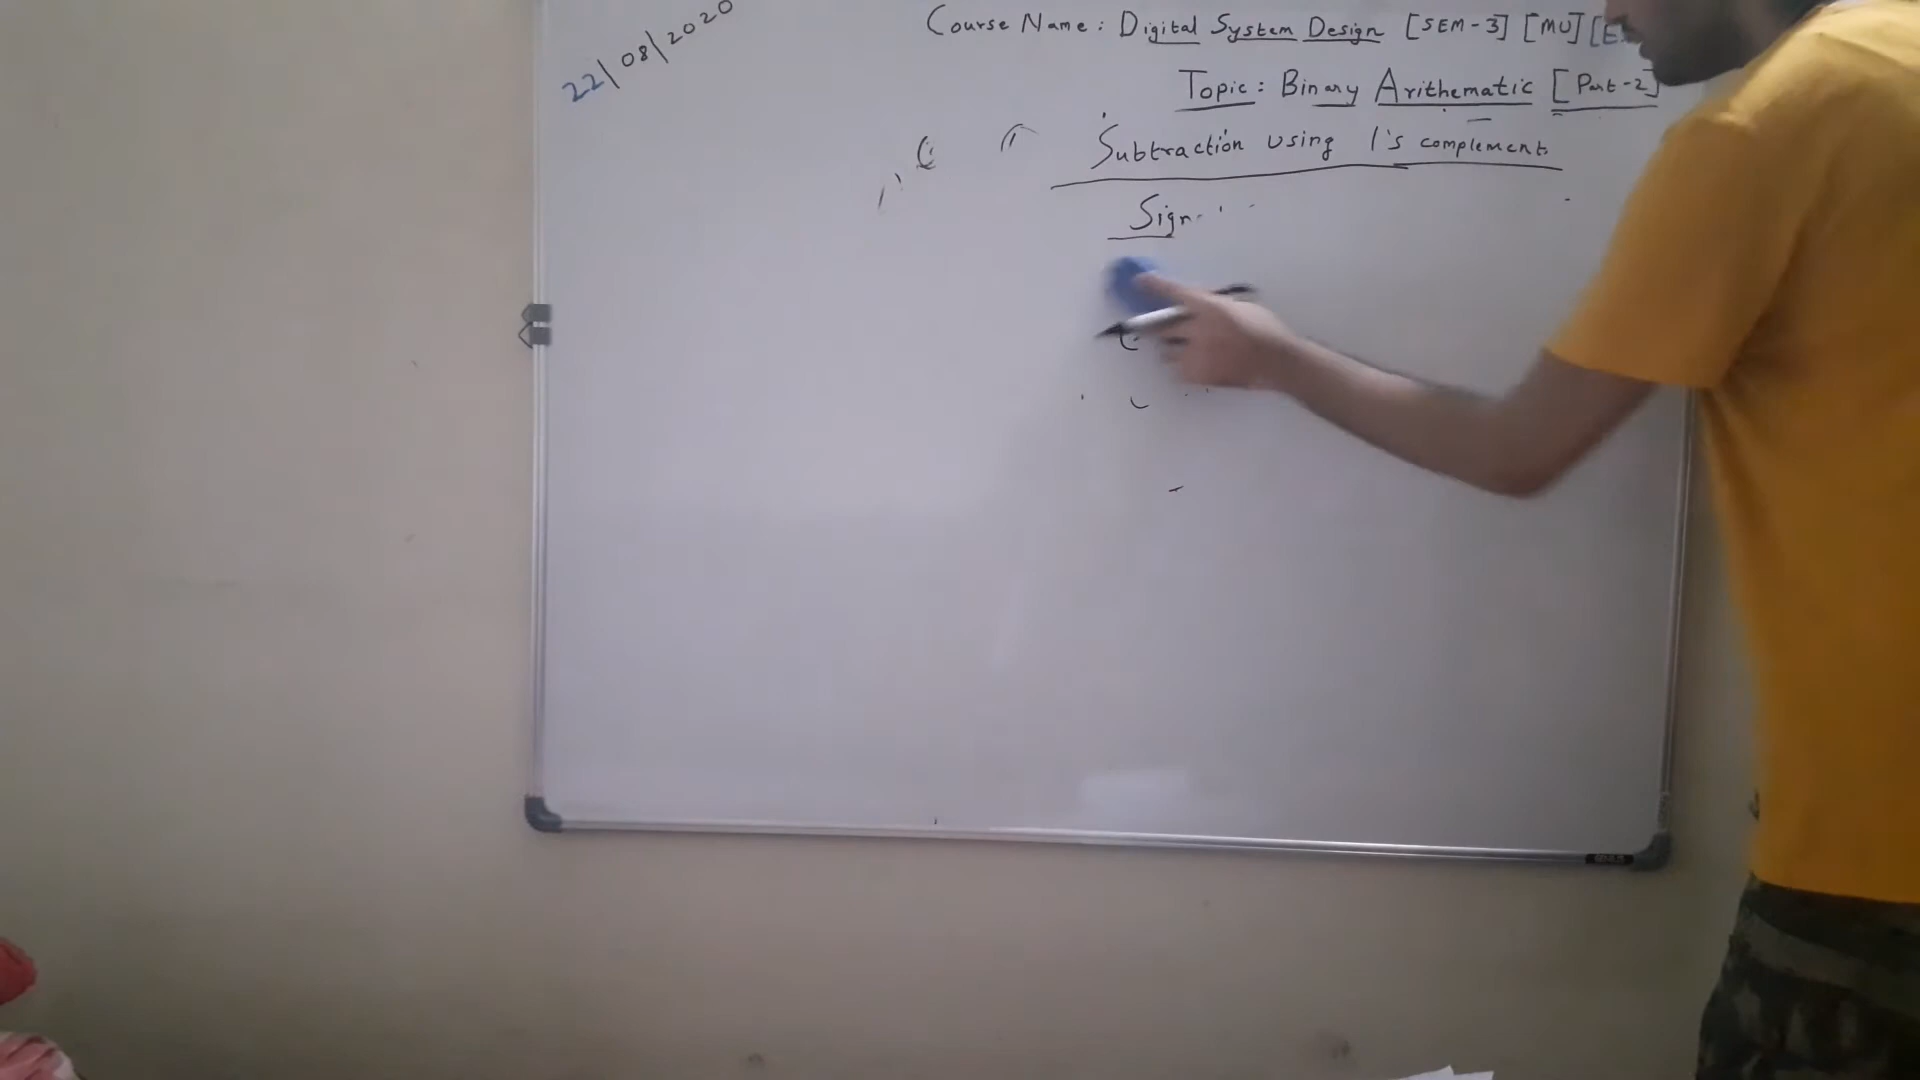 22/08/2020
Course Name: Digital System Design [SEM-3] [MU] [E
Topic: Binary Arithematic [Part-2]
Subtraction using 1's complement.
Sign